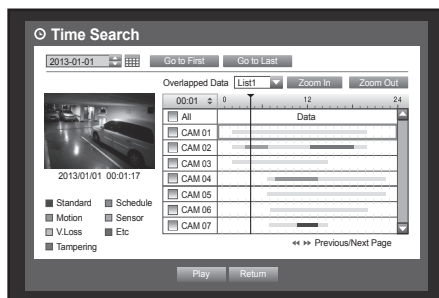 Time Search
2013-01-01
Go to First
Go to Last
Overlapped Data
List1
Zoom In
Zoom Out
00:01
0
12
24
All
Data
CAM 01
CAM 02
CAM 03
CAM 04
CAM 05
CAM 06
CAM 07
2013/01/01 00:01:17
Standard
Schedule
Motion
Sensor
V.Loss
Etc
Tampering
Previous/Next Page
Play
Return